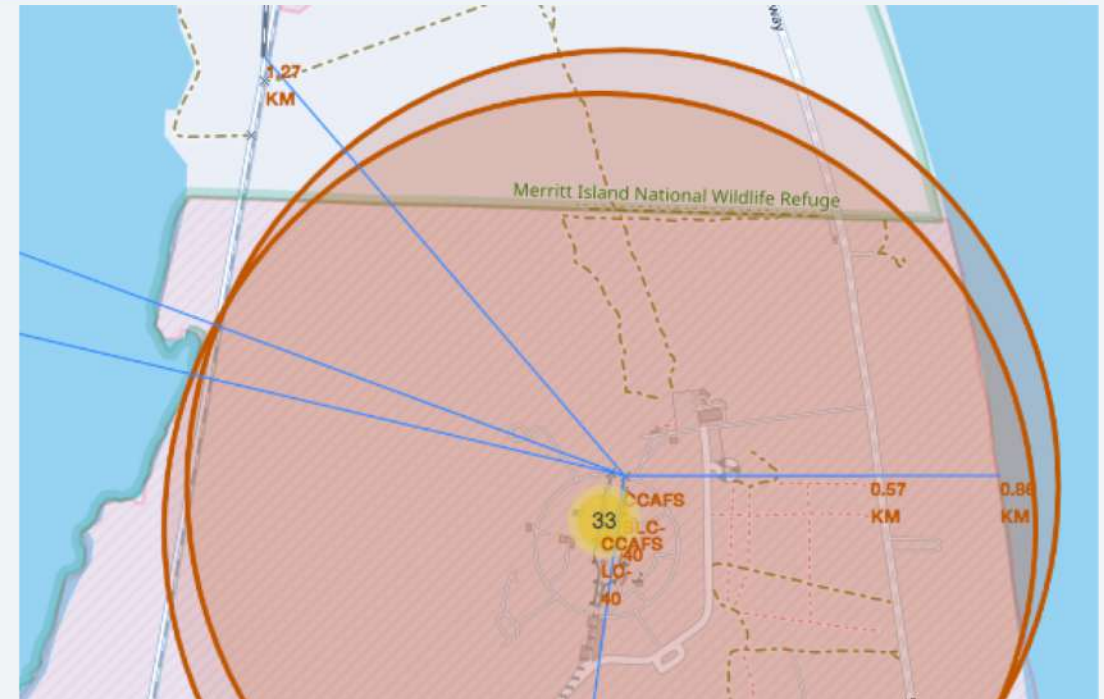 way
1.27
KM
Merritt Island National Wildlife Refuge
0.57
KM
0.86
KM
CCAFS
SLC-
40
33
CCAFS
LC-
40